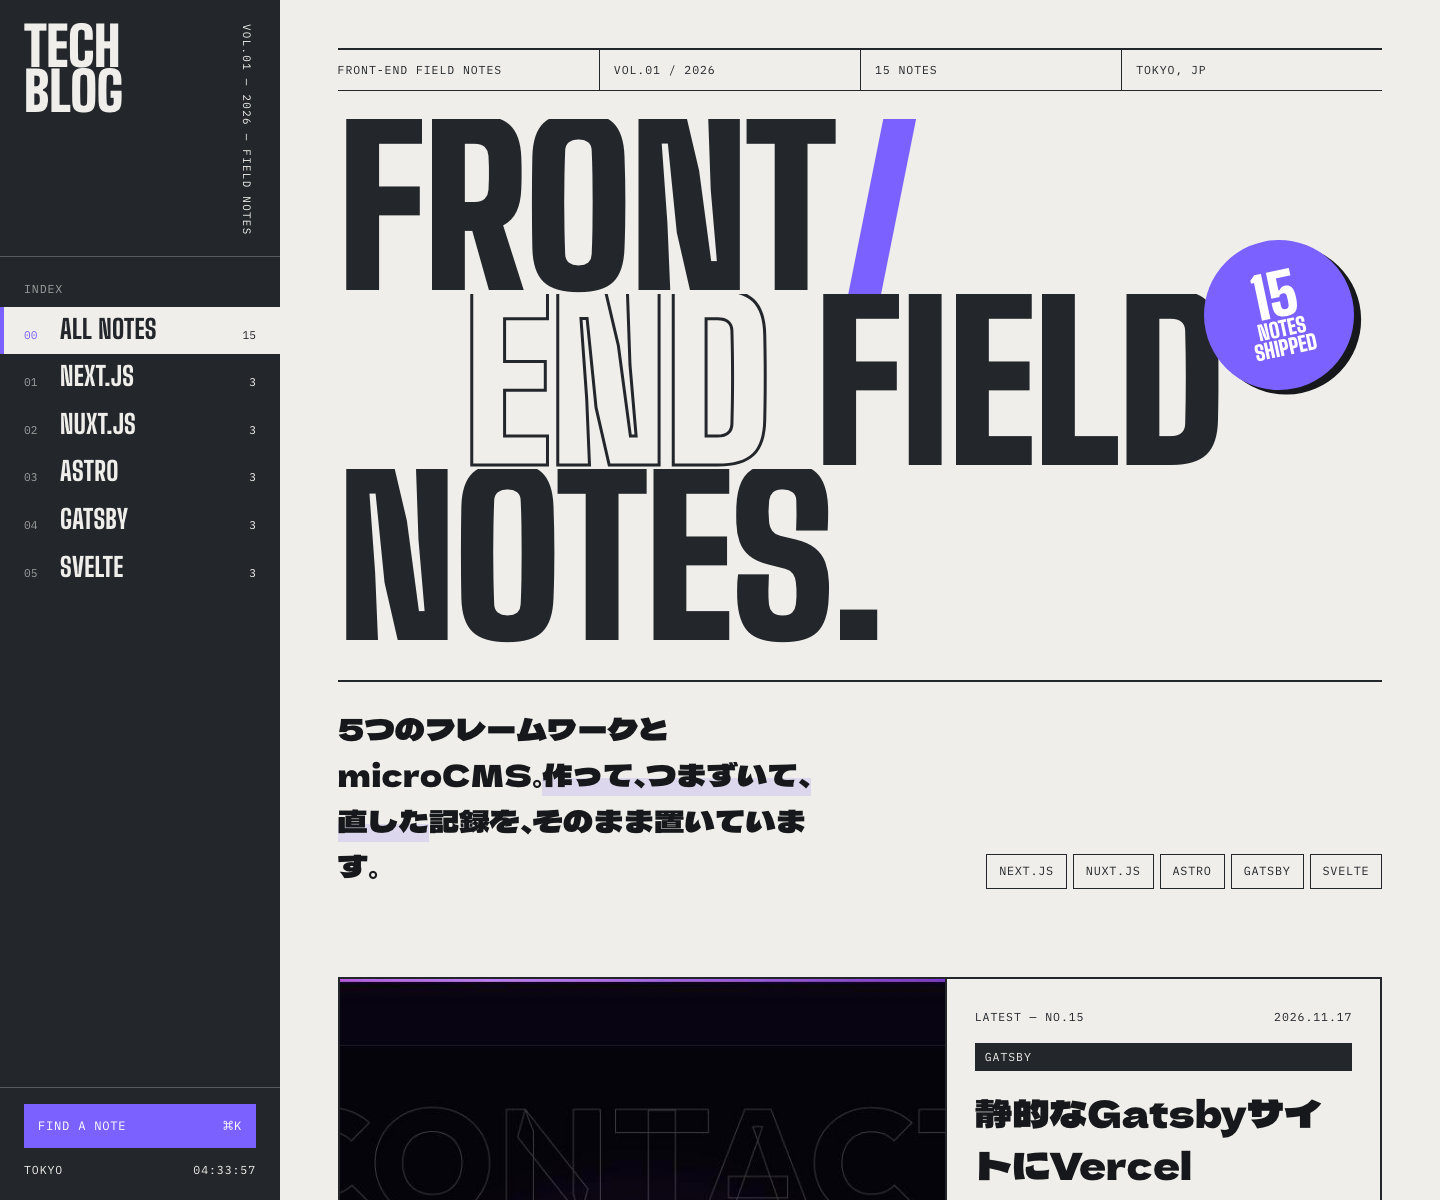 TECH
BLOG
VOL.01 — 2026 — FIELD NOTES
INDEX
00 ALL NOTES 15
01 NEXT.JS 3
02 NUXT.JS 3
03 ASTRO 3
04 GATSBY 3
05 SVELTE 3
FIND A NOTE ⌘K
TOKYO 04:33:57
FRONT-END FIELD NOTES VOL.01 / 2026 15 NOTES TOKYO, JP
FRONT/
END FIELD
NOTES.
15
NOTES
SHIPPED
5つのフレームワークと
microCMS。作って、つまずいて、
直した記録を、そのまま置いていま
す。
NEXT.JS NUXT.JS ASTRO GATSBY SVELTE
CONTACT
LATEST — NO.15 2026.11.17
GATSBY
静的なGatsbyサイ
トにVercel